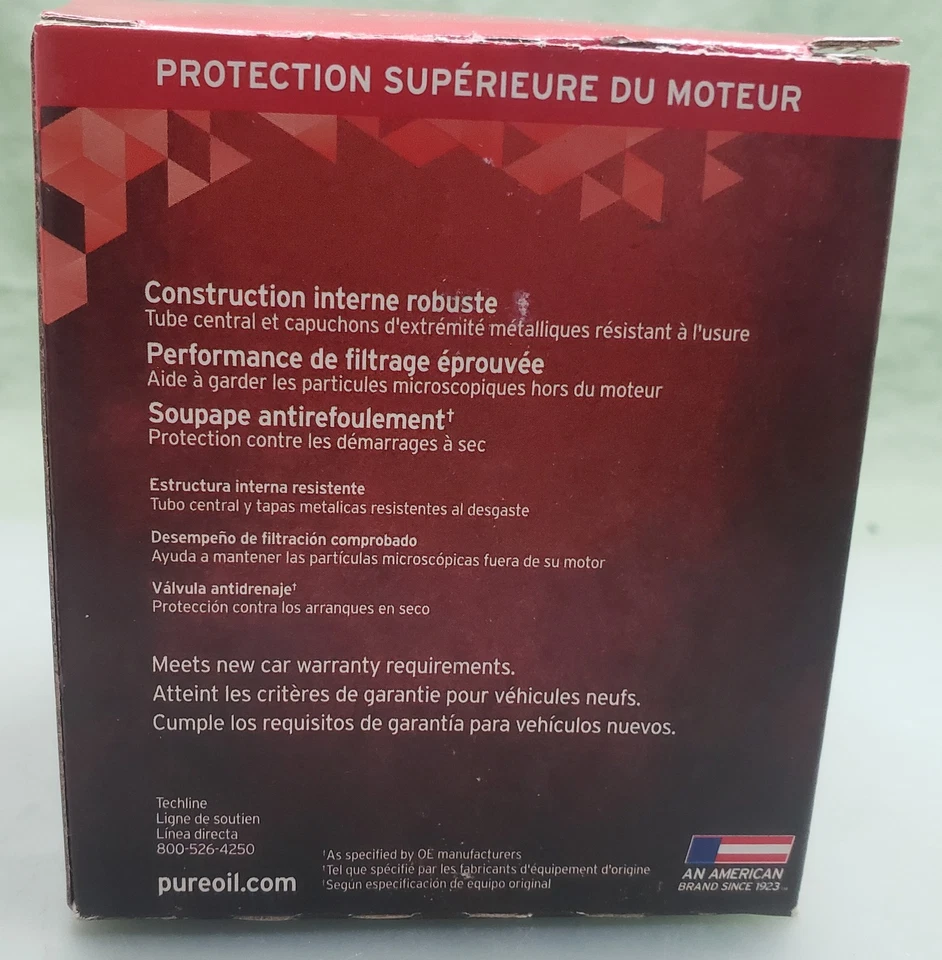 PROTECTION SUPÉRIEURE DU MOTEUR
Construction interne robuste
Tube central et capuchons d'extrémité métalliques résistant à l'usure
Performance de filtrage éprouvée
Aide à garder les particules microscopiques hors du moteur
Soupape antirefoulement†
Protection contre les démarrages à sec
Estructura interna resistente
Tubo central y tapas metalicas resistentes al desgaste
Desempeño de filtración comprobado
Ayuda a mantener las partículas microscópicas fuera de su motor
Válvula antidrenaje†
Protección contra los arranques en seco
Meets new car warranty requirements.
Atteint les critères de garantie pour véhicules neufs.
Cumple los requisitos de garantía para vehículos nuevos.
Techline
Ligne de soutien
Línea directa
800-526-4250
pureoil.com
†As specified by OE manufacturers
†Tel que spécifié par les fabricants d'équipement d'origine
†Según especificación de equipo original
AN AMERICAN
BRAND SINCE 1923™